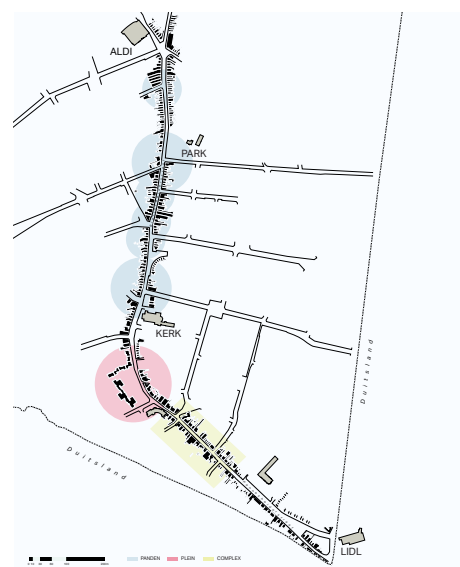 ALDI
PARK
KERK
Duitsland
Duitsland
LIDL
PANDEN PLEIN COMPLEX